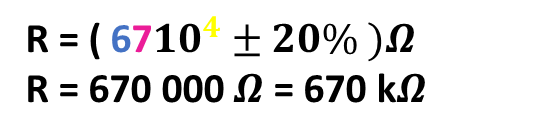 R = ( 6710⁴ ± 20% )Ω
R = 670 000 Ω = 670 kΩ